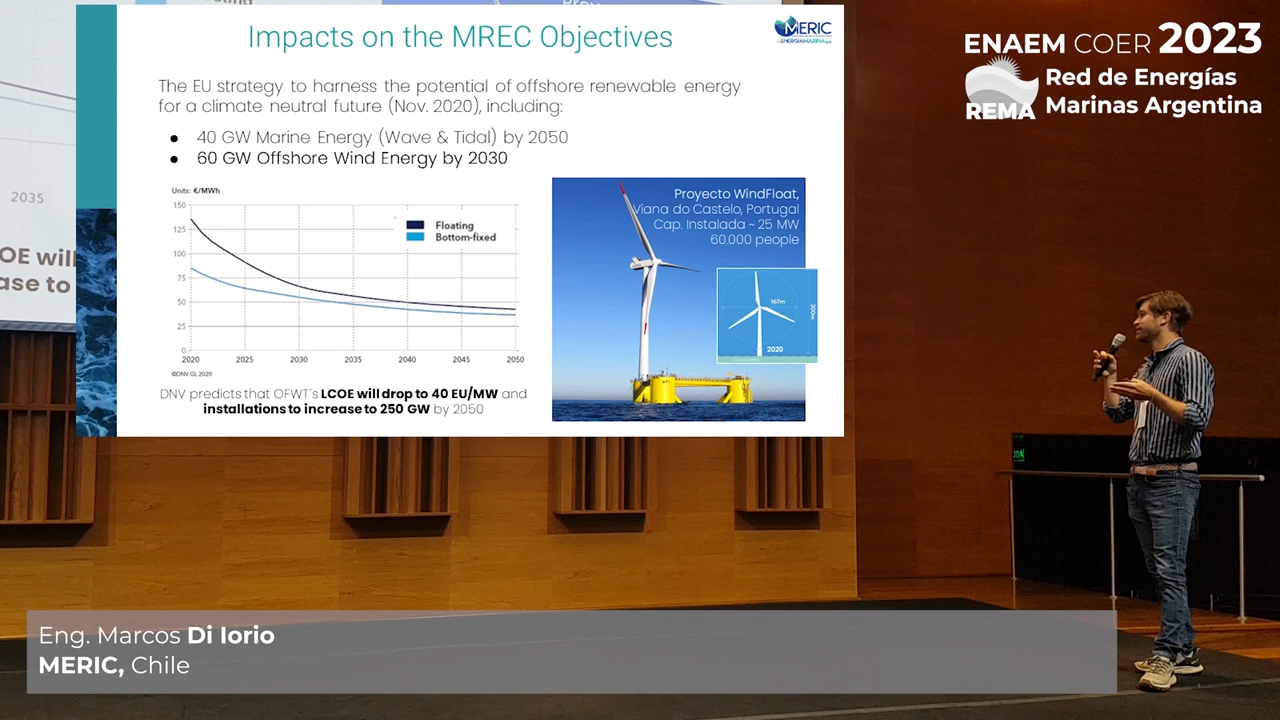 Impacts on the MREC Objectives
MERIC
ENERGIAMARINA
The EU strategy to harness the potential of offshore renewable energy
for a climate neutral future (Nov. 2020), including:
● 40 GW Marine Energy (Wave & Tidal) by 2050
● 60 GW Offshore Wind Energy by 2030
Units: €/MWh
150
125
100
75
50
25
0
2020
2025
2030
2035
2040
2045
2050
Floating
Bottom-fixed
©DNV GL 2020
DNV predicts that OFWT´s LCOE will drop to 40 EU/MW and
installations to increase to 250 GW by 2050
Proyecto WindFloat,
Viana do Castelo, Portugal
Cap. Instalada ~ 25 MW
60.000 people
167m
200m
2020
2035
OE will
ase to
ENAEM COER 2023
REMA
Red de Energías
Marinas Argentina
Eng. Marcos Di Iorio
MERIC, Chile